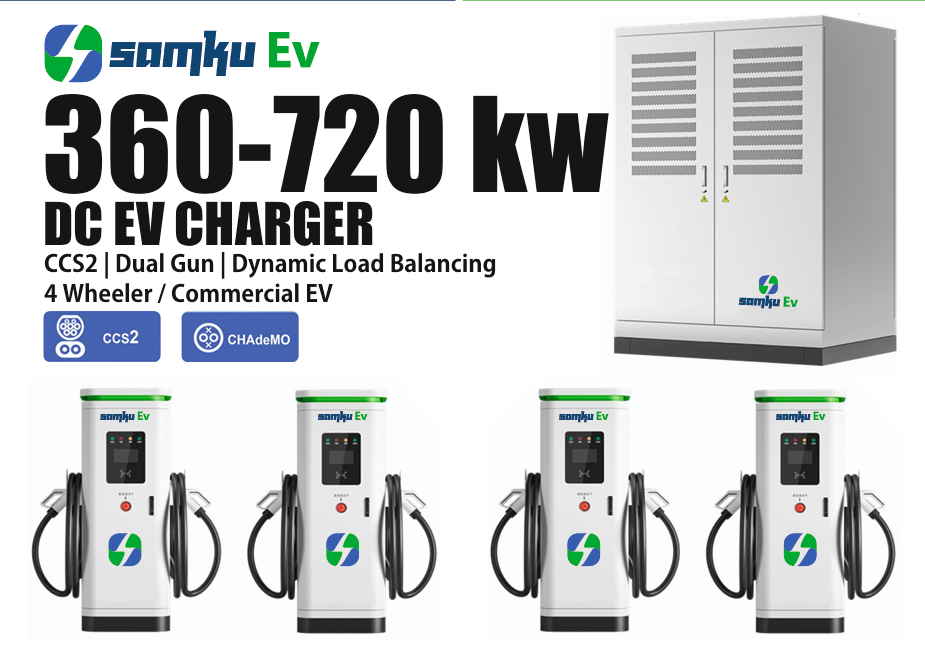 samku Ev
360-720 kw
DC EV CHARGER
CCS2 | Dual Gun | Dynamic Load Balancing
4 Wheeler / Commercial EV
CCS2
CHAdeMO
samku Ev
samku Ev
samku Ev
samku Ev
samku Ev